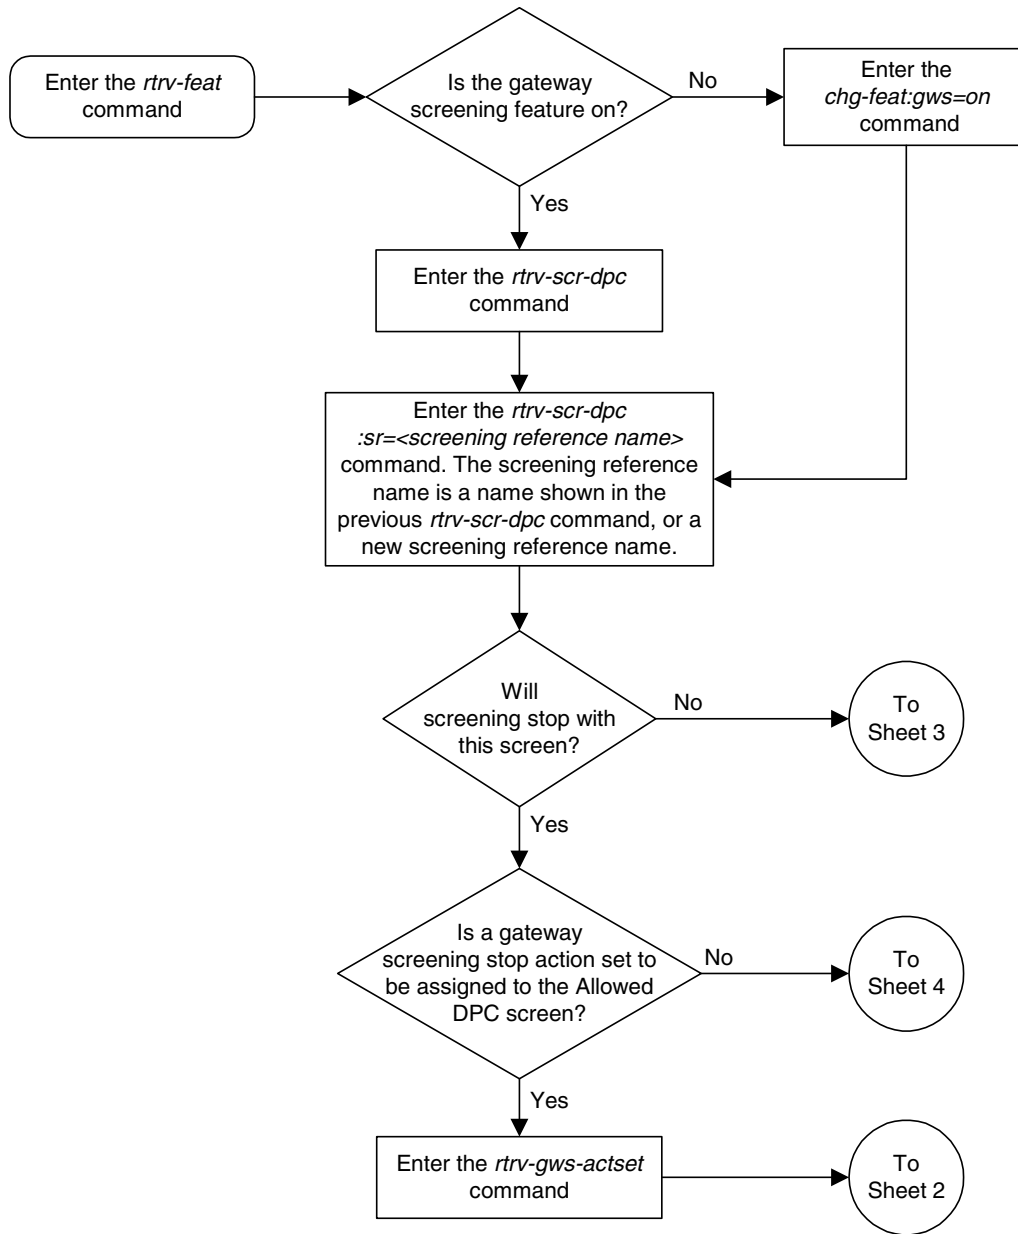 Enter the rtrv-feat
command
Is the gateway
screening feature on?
No
Enter the
chg-feat:gws=on
command
Yes
Enter the rtrv-scr-dpc
command
Enter the rtrv-scr-dpc
:sr=<screening reference name>
command. The screening reference
name is a name shown in the
previous rtrv-scr-dpc command, or a
new screening reference name.
Will
screening stop with
this screen?
No
To
Sheet 3
Yes
Is a gateway
screening stop action set to
be assigned to the Allowed
DPC screen?
No
To
Sheet 4
Yes
Enter the rtrv-gws-actset
command
To
Sheet 2